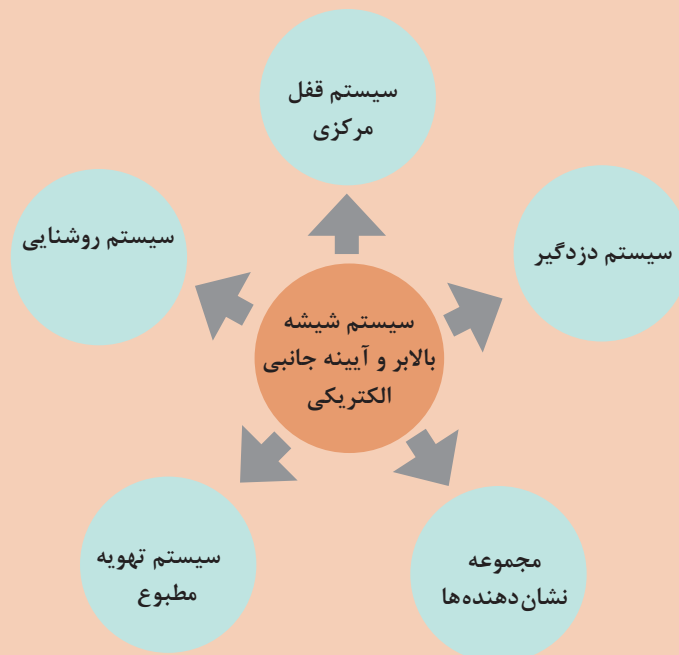 سیستم قفل
مرکزی
سیستم دزدگیر
سیستم روشنایی
سیستم شیشه
بالابر و آیینه جانبی
الکتریکی
مجموعه
نشان‌دهنده‌ها
سیستم تهویه
مطبوع